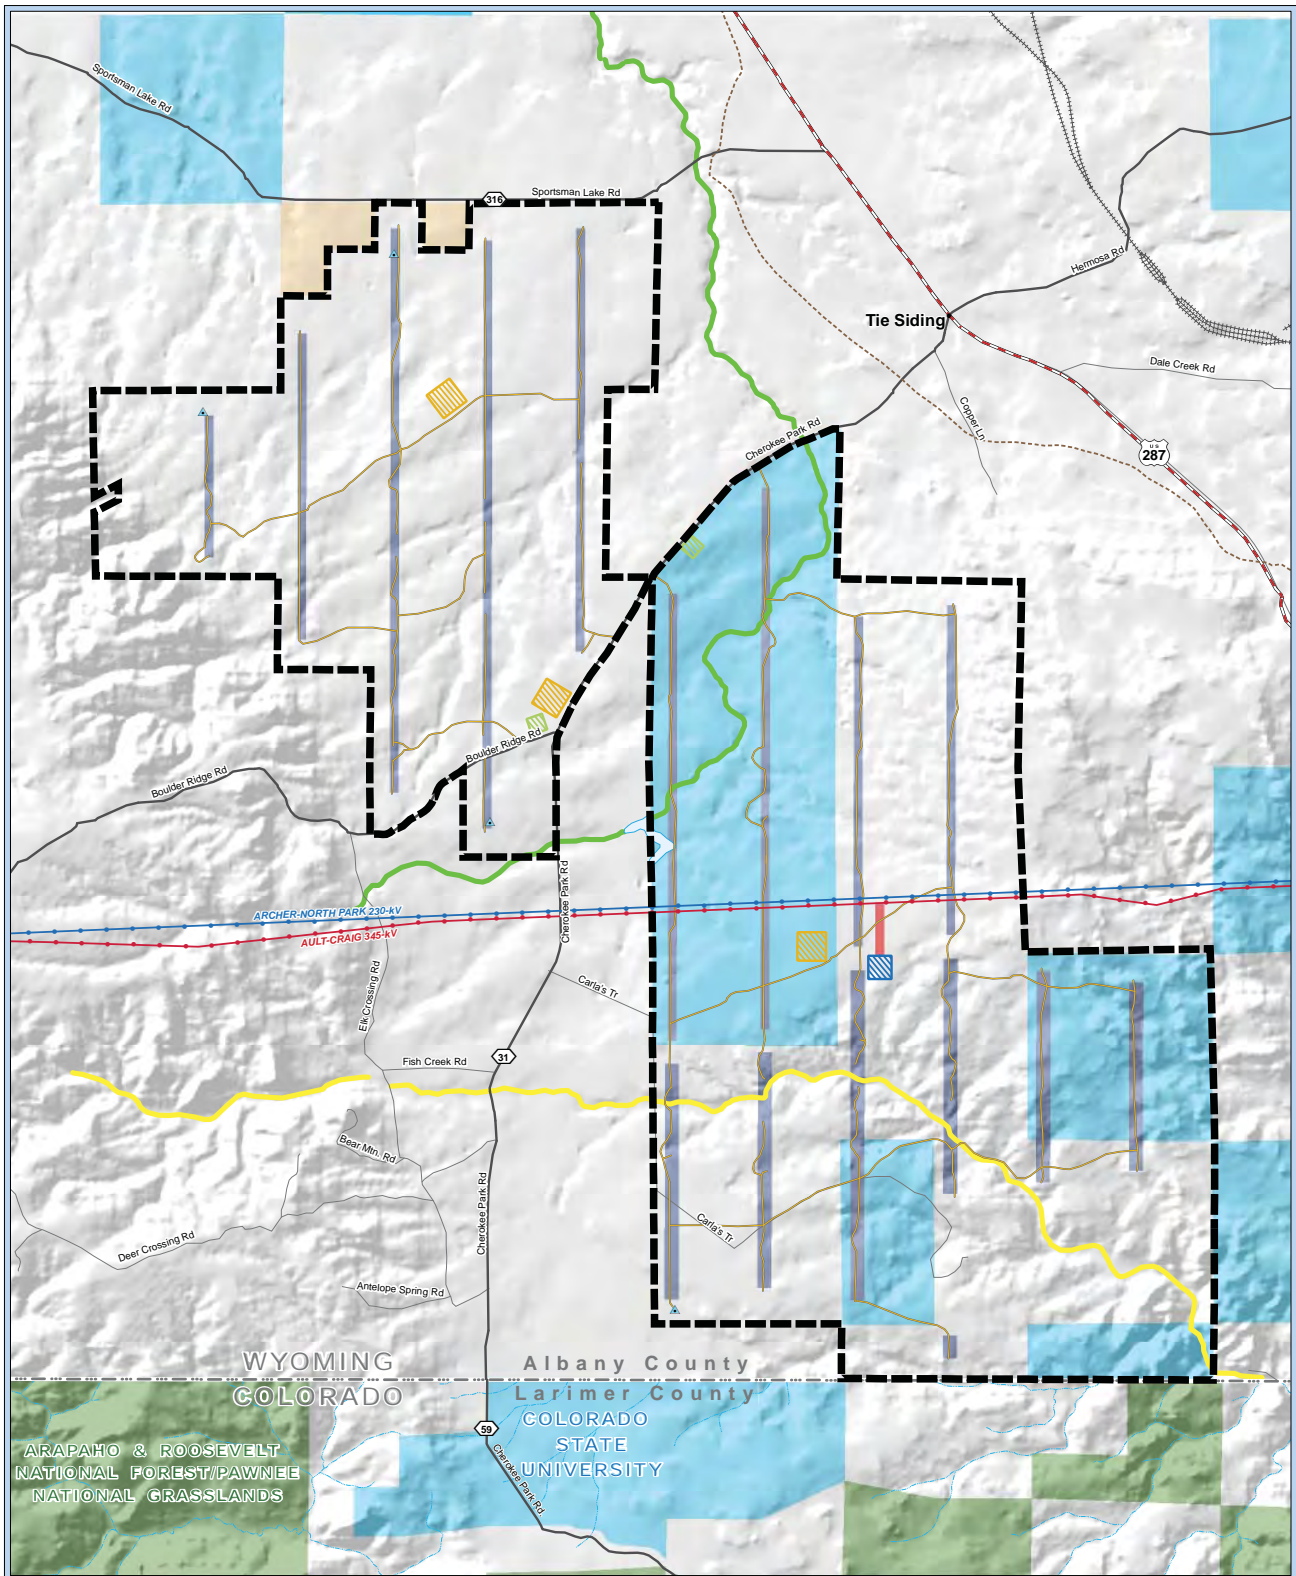 Sportsman Lake Rd
316
Sportsman Lake Rd
Hermosa Rd
Tie Siding
Dale Creek Rd
Copper Ln
Cherokee Park Rd
U S
287
Boulder Ridge Rd
Boulder Ridge Rd
Cherokee Park Rd
ARCHER-NORTH PARK 230-kV
AULT-CRAIG 345-kV
Elk Crossing Rd
Carla's Tr
Fish Creek Rd
31
Bear Mtn. Rd
Cherokee Park Rd
Carla's Tr
Deer Crossing Rd
Antelope Spring Rd
WYOMING
COLORADO
Albany County
Larimer County
COLORADO
STATE
UNIVERSITY
59
Cherokee Park Rd
ARAPAHO & ROOSEVELT
NATIONAL FOREST/PAWNEE
NATIONAL GRASSLANDS